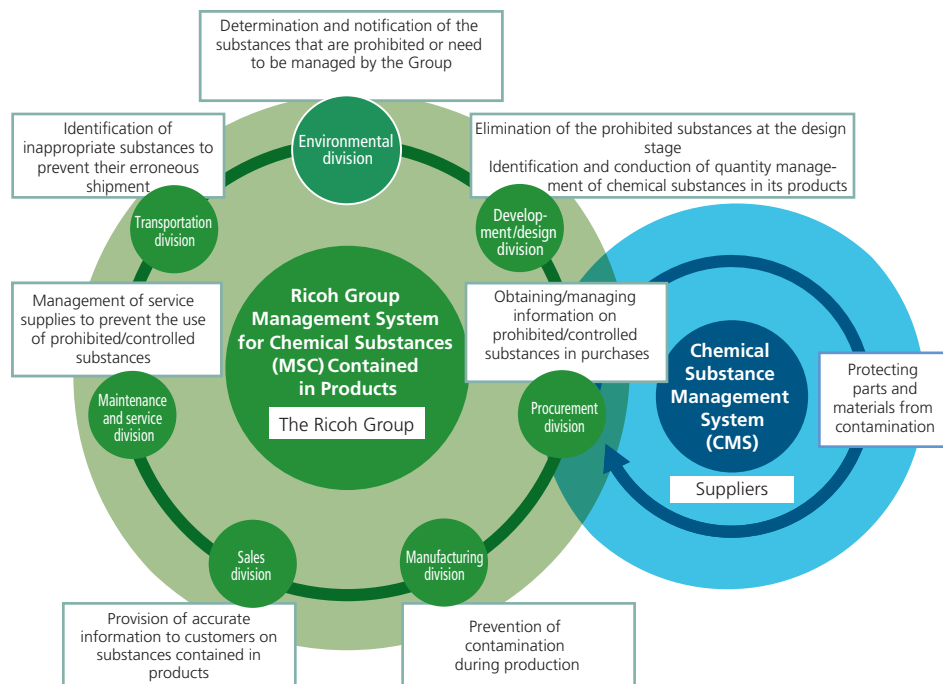 Determination and notification of the
substances that are prohibited or need
to be managed by the Group
Environmental
division
Identification of
inappropriate substances to
prevent their erroneous
shipment
Transportation
division
Elimination of the prohibited substances at the design
stage
Identification and conduction of quantity manage-
ment of chemical substances in its products
Develop-
ment/design
division
Management of service
supplies to prevent the use
of prohibited/controlled
substances
Maintenance
and service
division
Ricoh Group
Management System
for Chemical Substances
(MSC) Contained
in Products
The Ricoh Group
Obtaining/managing
information on
prohibited/controlled
substances in purchases
Procurement
division
Chemical
Substance
Management
System
(CMS)
Suppliers
Protecting
parts and
materials from
contamination
Sales
division
Provision of accurate
information to customers on
substances contained in
products
Manufacturing
division
Prevention of
contamination
during production